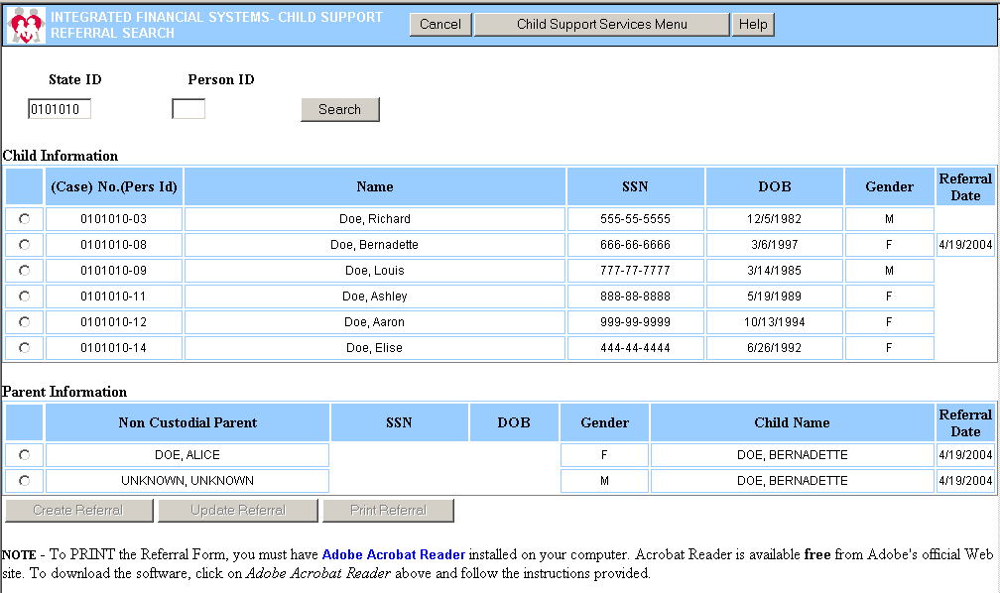 INTEGRATED FINANCIAL SYSTEMS- CHILD SUPPORT
REFERRAL SEARCH
Cancel Child Support Services Menu Help
State ID Person ID
0101010 Search
Child Information
(Case) No.(Pers Id) Name SSN DOB Gender Referral Date
0101010-03 Doe, Richard 555-55-5555 12/5/1982 M
0101010-08 Doe, Bernadette 666-66-6666 3/6/1997 F 4/19/2004
0101010-09 Doe, Louis 777-77-7777 3/14/1985 M
0101010-11 Doe, Ashley 888-88-8888 5/19/1989 F
0101010-12 Doe, Aaron 999-99-9999 10/13/1994 F
0101010-14 Doe, Elise 444-44-4444 6/26/1992 F
Parent Information
Non Custodial Parent SSN DOB Gender Child Name Referral Date
DOE, ALICE F DOE, BERNADETTE 4/19/2004
UNKNOWN, UNKNOWN M DOE, BERNADETTE 4/19/2004
Create Referral Update Referral Print Referral
NOTE - To PRINT the Referral Form, you must have Adobe Acrobat Reader installed on your computer. Acrobat Reader is available free from Adobe's official Web
site. To download the software, click on Adobe Acrobat Reader above and follow the instructions provided.